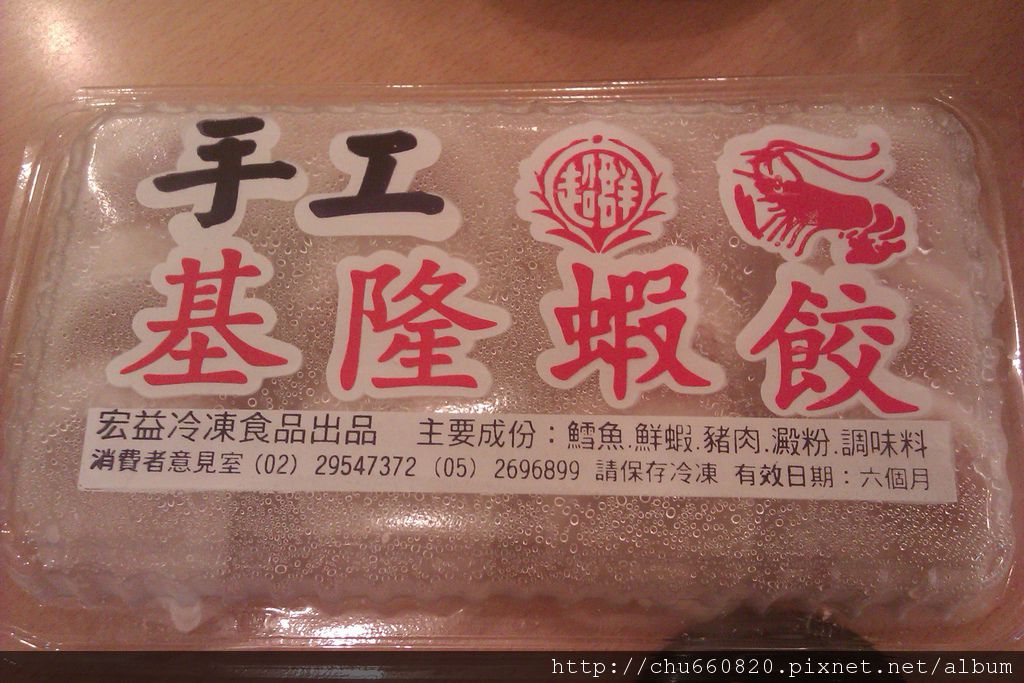 手工
超群
基隆蝦餃
宏益冷凍食品出品 主要成份：鱈魚.鮮蝦.豬肉.澱粉.調味料
消費者意見室 (02) 29547372 (05) 2696899 請保存冷凍 有效日期：六個月
http://chu660820.pixnet.net/album